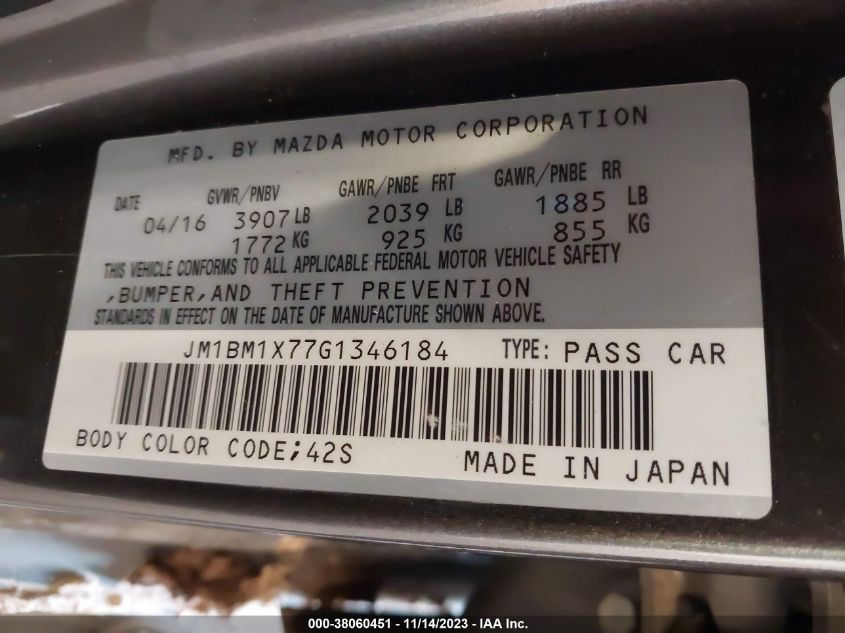 MFD. BY MAZDA MOTOR CORPORATION
DATE GVWR/PNBV GAWR/PNBE FRT GAWR/PNBE RR
04/16 3907 LB 2039 LB 1885 LB
1772 KG 925 KG 855 KG
THIS VEHICLE CONFORMS TO ALL APPLICABLE FEDERAL MOTOR VEHICLE SAFETY
,BUMPER,AND THEFT PREVENTION
STANDARDS IN EFFECT ON THE DATE OF MANUFACTURE SHOWN ABOVE.
JM1BM1X77G1346184 TYPE: PASS CAR
BODY COLOR CODE;42S
MADE IN JAPAN
000-38060451 - 11/14/2023 - IAA Inc.